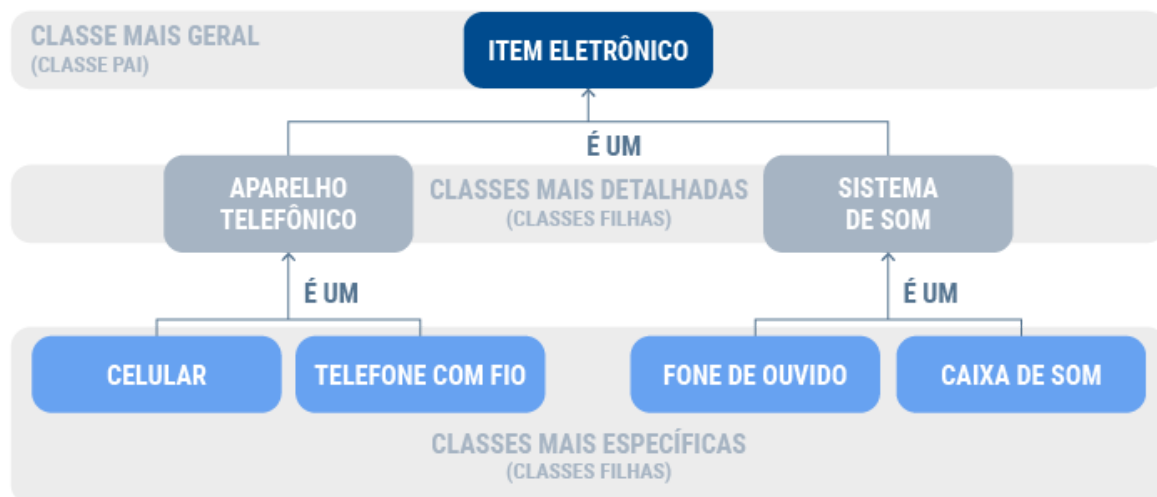 CLASSE MAIS GERAL
(CLASSE PAI)
ITEM ELETRÔNICO
É UM
APARELHO
TELEFÔNICO
CLASSES MAIS DETALHADAS
(CLASSES FILHAS)
SISTEMA
DE SOM
É UM
É UM
CELULAR
TELEFONE COM FIO
FONE DE OUVIDO
CAIXA DE SOM
CLASSES MAIS ESPECÍFICAS
(CLASSES FILHAS)